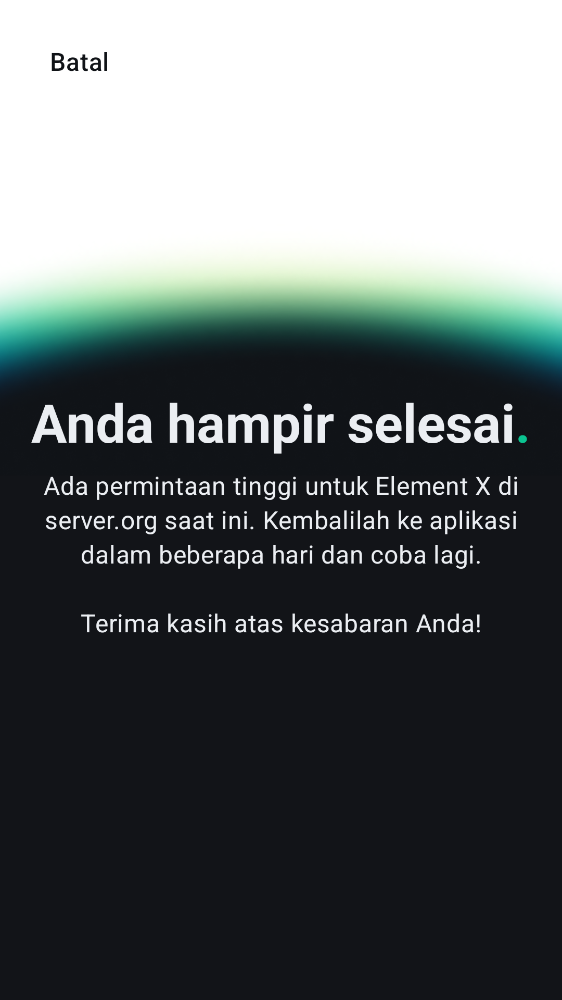 Batal
Anda hampir selesai.
Ada permintaan tinggi untuk Element X di
server.org saat ini. Kembalilah ke aplikasi
dalam beberapa hari dan coba lagi.
Terima kasih atas kesabaran Anda!